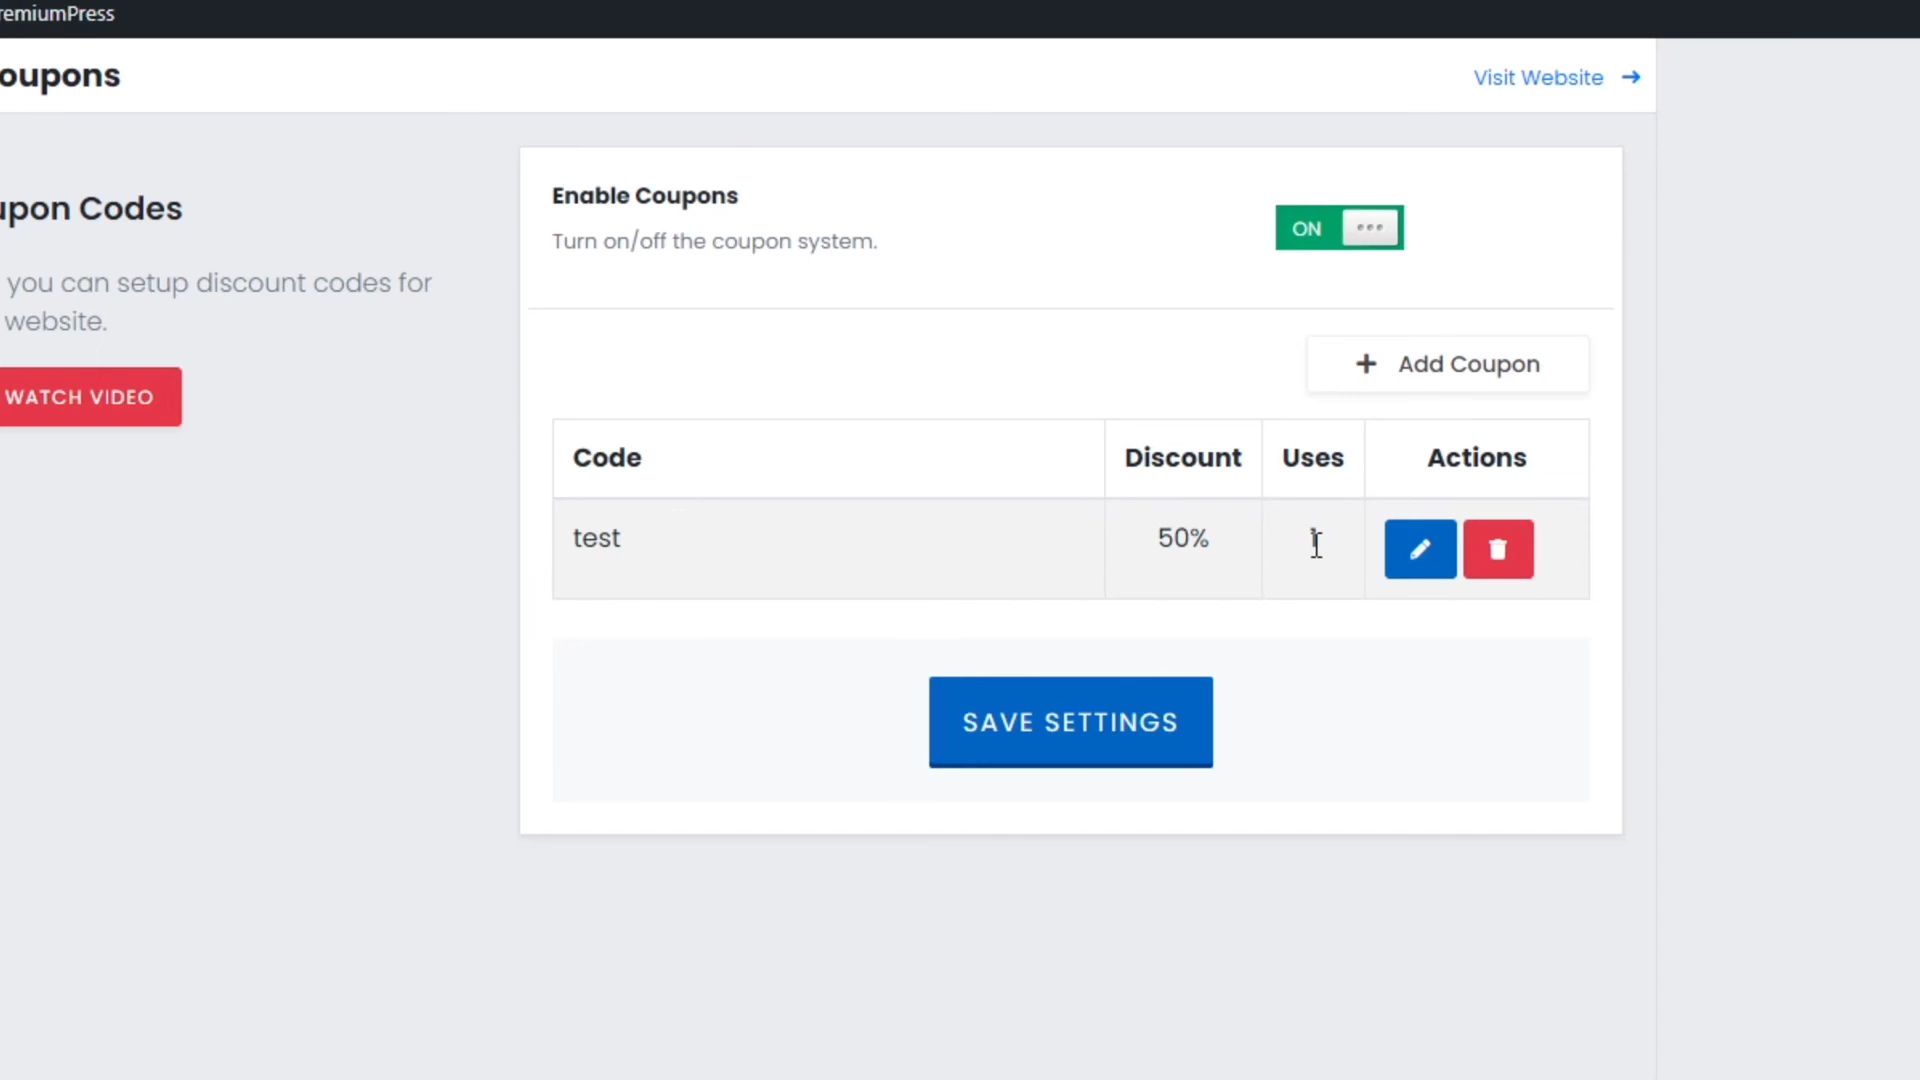 remiumPress
oupons
Visit Website
upon Codes
you can setup discount codes for
website.
WATCH VIDEO
Enable Coupons
Turn on/off the coupon system.
ON
Add Coupon
Code Discount Uses Actions
test 50%
SAVE SETTINGS